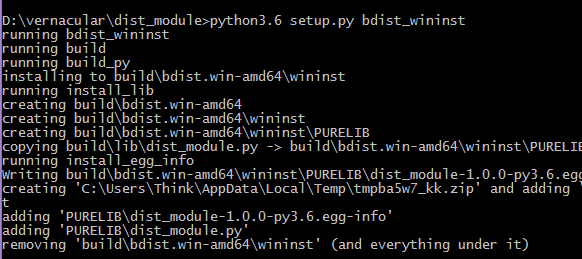 D:\vernacular\dist_module>python3.6 setup.py bdist_wininst
running bdist_wininst
running build
running build_py
installing to build\bdist.win-amd64\wininst
running install_lib
creating build\bdist.win-amd64
creating build\bdist.win-amd64\wininst
creating build\bdist.win-amd64\wininst\PURELIB
copying build\lib\dist_module.py -> build\bdist.win-amd64\wininst\PURELIB
running install_egg_info
Writing build\bdist.win-amd64\wininst\PURELIB\dist_module-1.0.0-py3.6.egg
creating 'C:\Users\Think\AppData\Local\Temp\tmpba5w7_kk.zip' and adding '
t
adding 'PURELIB\dist_module-1.0.0-py3.6.egg-info'
adding 'PURELIB\dist_module.py'
removing 'build\bdist.win-amd64\wininst' (and everything under it)